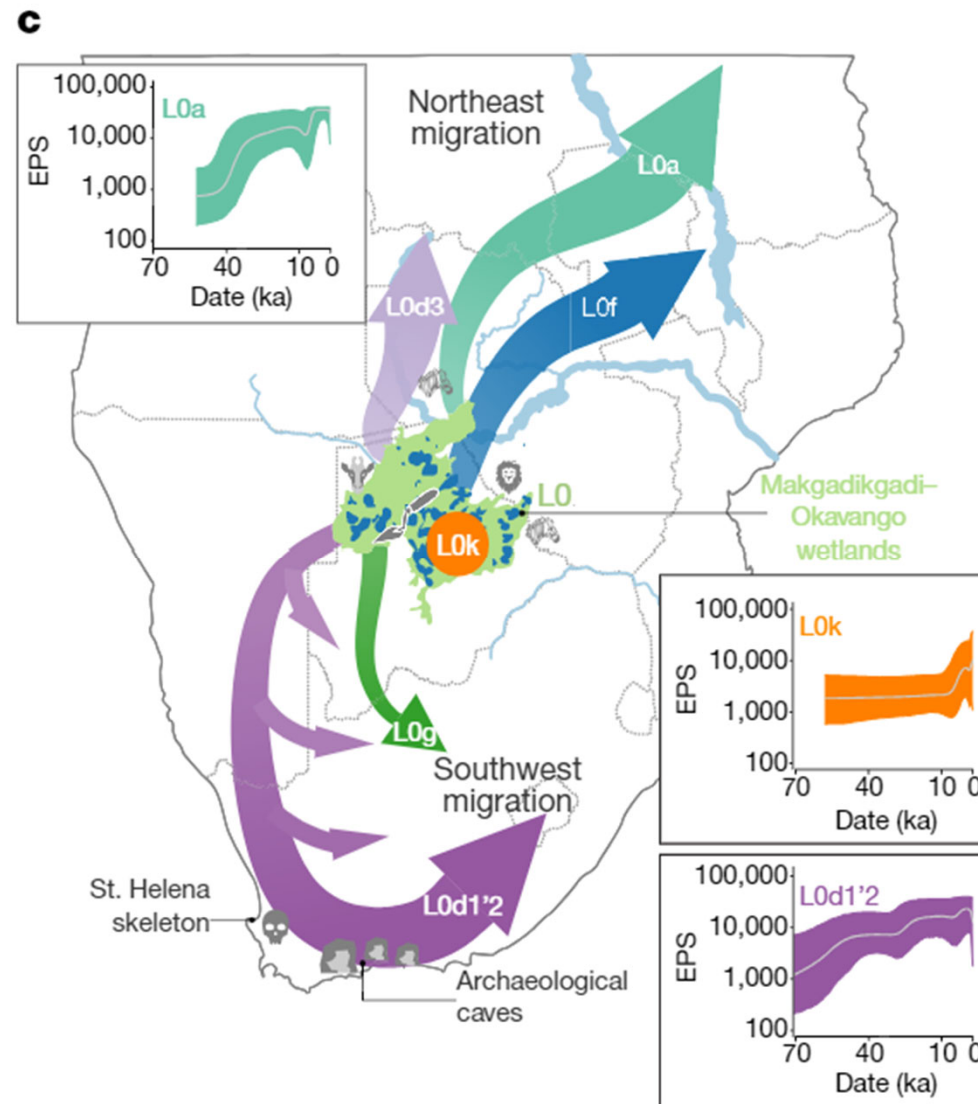 c
100,000
L0a
10,000
EPS
1,000
100
70 40 10 0
Date (ka)
Northeast
migration
L0a
L0d3
L0f
L0
Makgadikgadi–
Okavango
wetlands
L0k
L0g
Southwest
migration
L0d1'2
St. Helena
skeleton
Archaeological
caves
100,000
L0k
10,000
EPS
1,000
100
70 40 10 0
Date (ka)
100,000
L0d1'2
10,000
EPS
1,000
100
70 40 10 0
Date (ka)